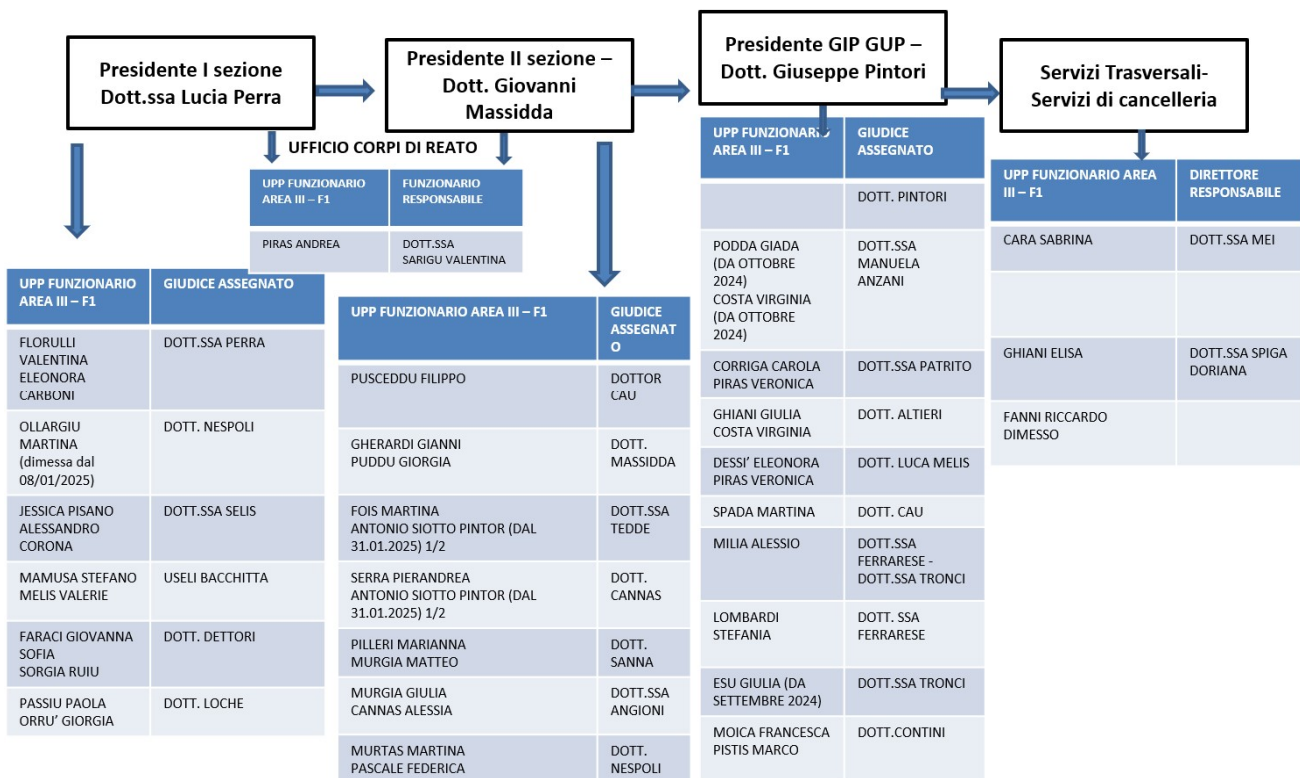 Presidente I sezione
Dott.ssa Lucia Perra
Presidente II sezione –
Dott. Giovanni
Massidda
Presidente GIP GUP –
Dott. Giuseppe Pintori
Servizi Trasversali-
Servizi di cancelleria
UFFICIO CORPI DI REATO
UPP FUNZIONARIO
AREA III – F1
FUNZIONARIO
RESPONSABILE
PIRAS ANDREA
DOTT.SSA
SARIGU VALENTINA
UPP FUNZIONARIO
AREA III – F1
GIUDICE ASSEGNATO
FLORULLI
VALENTINA
ELEONORA
CARBONI
DOTT.SSA PERRA
OLLARGIU
MARTINA
(dimessa dal
08/01/2025)
DOTT. NESPOLI
JESSICA PISANO
ALESSANDRO
CORONA
DOTT.SSA SELIS
MAMUSA STEFANO
MELIS VALERIE
USELI BACCHITTA
FARACI GIOVANNA
SOFIA
SORGIA RUIU
DOTT. DETTORI
PASSIU PAOLA
ORRU’ GIORGIA
DOTT. LOCHE
UPP FUNZIONARIO AREA III – F1
GIUDICE
ASSEGNAT
O
PUSCEDDU FILIPPO
DOTTOR
CAU
GHERARDI GIANNI
PUDDU GIORGIA
DOTT.
MASSIDDA
FOIS MARTINA
ANTONIO SIOTTO PINTOR (DAL
31.01.2025) 1/2
DOTT.SSA
TEDDE
SERRA PIERANDREA
ANTONIO SIOTTO PINTOR (DAL
31.01.2025) 1/2
DOTT.
CANNAS
PILLERI MARIANNA
MURGIA MATTEO
DOTT.
SANNA
MURGIA GIULIA
CANNAS ALESSIA
DOTT.SSA
ANGIONI
MURTAS MARTINA
PASCALE FEDERICA
DOTT.
NESPOLI
UPP FUNZIONARIO
AREA III – F1
GIUDICE
ASSEGNATO
DOTT. PINTORI
PODDA GIADA
(DA OTTOBRE
2024)
COSTA VIRGINIA
(DA OTTOBRE
2024)
DOTT.SSA
MANUELA
ANZANI
CORRIGA CAROLA
PIRAS VERONICA
DOTT.SSA PATRITO
GHIANI GIULIA
COSTA VIRGINIA
DOTT. ALTIERI
DESSI’ ELEONORA
PIRAS VERONICA
DOTT. LUCA MELIS
SPADA MARTINA
DOTT. CAU
MILIA ALESSIO
DOTT.SSA
FERRARESE -
DOTT.SSA TRONCI
LOMBARDI
STEFANIA
DOTT. SSA
FERRARESE
ESU GIULIA (DA
SETTEMBRE 2024)
DOTT.SSA TRONCI
MOICA FRANCESCA
PISTIS MARCO
DOTT.CONTINI
UPP FUNZIONARIO AREA
III – F1
DIRETTORE
RESPONSABILE
CARA SABRINA
DOTT.SSA MEI
GHIANI ELISA
DOTT.SSA SPIGA
DORIANA
FANNI RICCARDO
DIMESSO